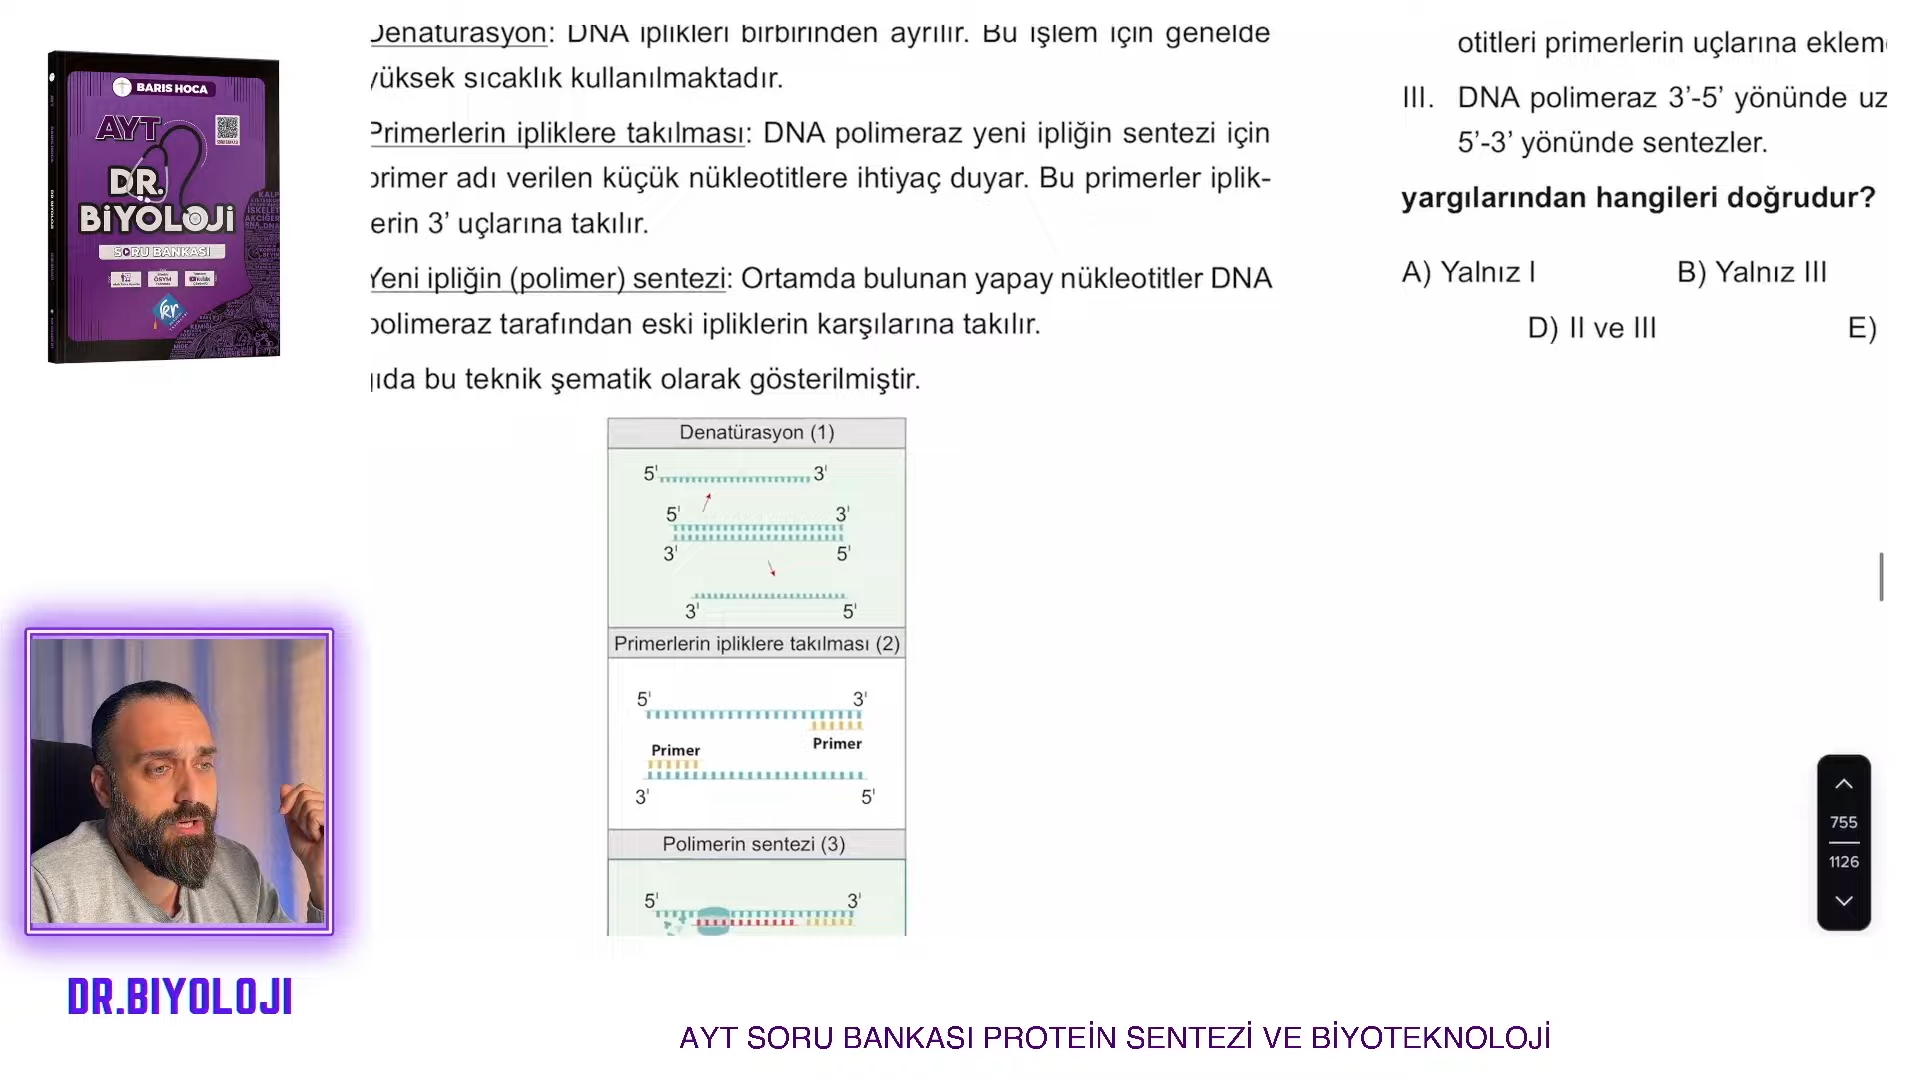 BARIS HOCA
AYT
DR.
BİYOLOJİ
SORU BANKASI
Denatürasyon: DNA iplikleri birbirinden ayrılır. Bu işlem için genelde
yüksek sıcaklık kullanılmaktadır.
Primerlerin ipliklere takılması: DNA polimeraz yeni ipliğin sentezi için
primer adı verilen küçük nükleotitlere ihtiyaç duyar. Bu primerler iplik-
erin 3’ uçlarına takılır.
Yeni ipliğin (polimer) sentezi: Ortamda bulunan yapay nükleotitler DNA
polimeraz tarafından eski ipliklerin karşılarına takılır.
ıda bu teknik şematik olarak gösterilmiştir.
Denatürasyon (1)
5' 3'
5' 3'
3' 5'
3' 5'
Primerlerin ipliklere takılması (2)
5' 3'
Primer
Primer
3' 5'
Polimerin sentezi (3)
5' 3'
otitleri primerlerin uçlarına eklem
III. DNA polimeraz 3’-5’ yönünde uz
5’-3’ yönünde sentezler.
yargılarından hangileri doğrudur?
A) Yalnız I B) Yalnız III
D) II ve III E)
755
1126
DR.BIYOLOJI
AYT SORU BANKASI PROTEİN SENTEZİ VE BİYOTEKNOLOJİ